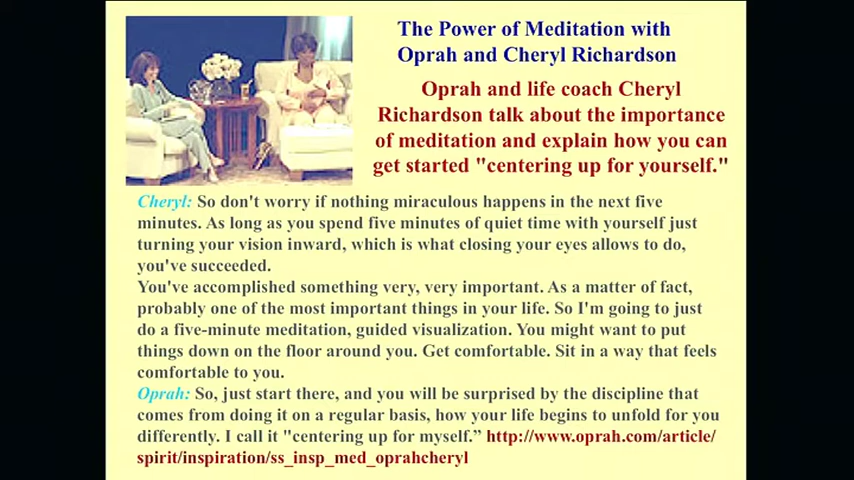 The Power of Meditation with
Oprah and Cheryl Richardson
Oprah and life coach Cheryl
Richardson talk about the importance
of meditation and explain how you can
get started "centering up for yourself."
Cheryl: So don't worry if nothing miraculous happens in the next five
minutes. As long as you spend five minutes of quiet time with yourself just
turning your vision inward, which is what closing your eyes allows to do,
you've succeeded.
You've accomplished something very, very important. As a matter of fact,
probably one of the most important things in your life. So I'm going to just
do a five-minute meditation, guided visualization. You might want to put
things down on the floor around you. Get comfortable. Sit in a way that feels
comfortable to you.
Oprah: So, just start there, and you will be surprised by the discipline that
comes from doing it on a regular basis, how your life begins to unfold for you
differently. I call it "centering up for myself.” http://www.oprah.com/article/
spirit/inspiration/ss_insp_med_oprahcheryl